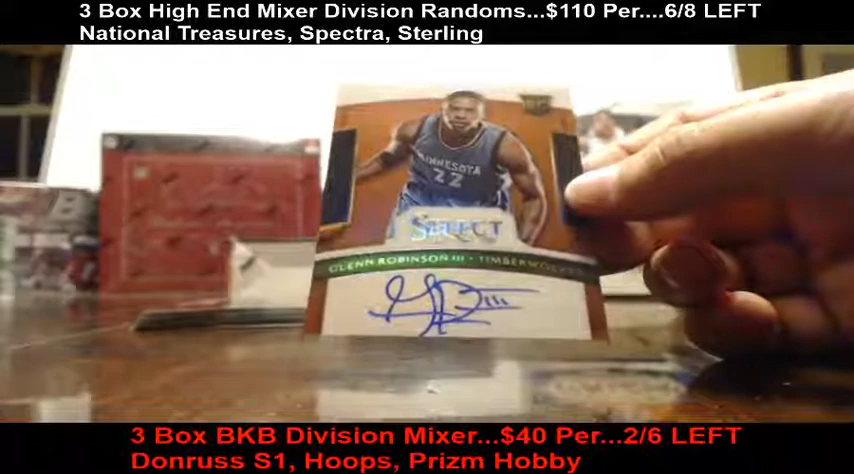 3 Box High End Mixer Division Randoms...$110 Per....6/8 LEFT
National Treasures, Spectra, Sterling
RC
MINNESOTA
22
SELECT
GLENN ROBINSON III • TIMBERWOLVES
3 Box BKB Division Mixer...$40 Per...2/6 LEFT
Donruss S1, Hoops, Prizm Hobby